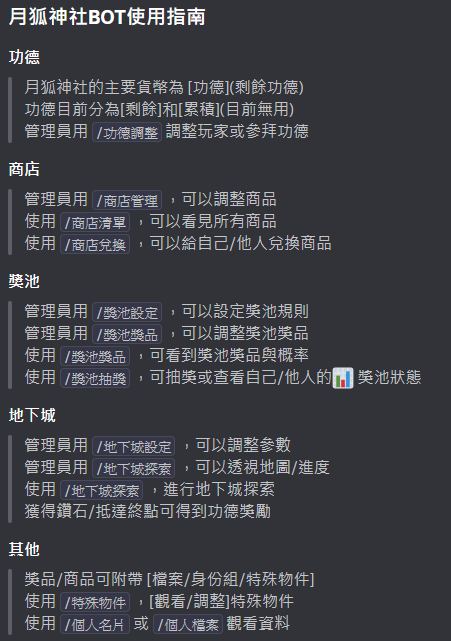 月狐神社BOT使用指南
功德
月狐神社的主要貨幣為 [功德](剩餘功德)
功德目前分為[剩餘]和[累積](目前無用)
管理員用 /功德調整 調整玩家或參拜功德
商店
管理員用 /商店管理 ，可以調整商品
使用 /商店清單 ，可以看見所有商品
使用 /商店兌換 ，可以給自己/他人兌換商品
獎池
管理員用 /獎池設定 ，可以設定獎池規則
管理員用 /獎池獎品 ，可以調整獎池獎品
使用 /獎池獎品 ，可看到獎池獎品與概率
使用 /獎池抽獎 ，可抽獎或查看自己/他人的📊 獎池狀態
地下城
管理員用 /地下城設定 ，可以調整參數
管理員用 /地下城探索 ，可以透視地圖/進度
使用 /地下城探索 ，進行地下城探索
獲得鑽石/抵達終點可得到功德獎勵
其他
獎品/商品可附帶 [檔案/身份組/特殊物件]
使用 /特殊物件 ，[觀看/調整]特殊物件
使用 /個人名片 或 /個人檔案 觀看資料